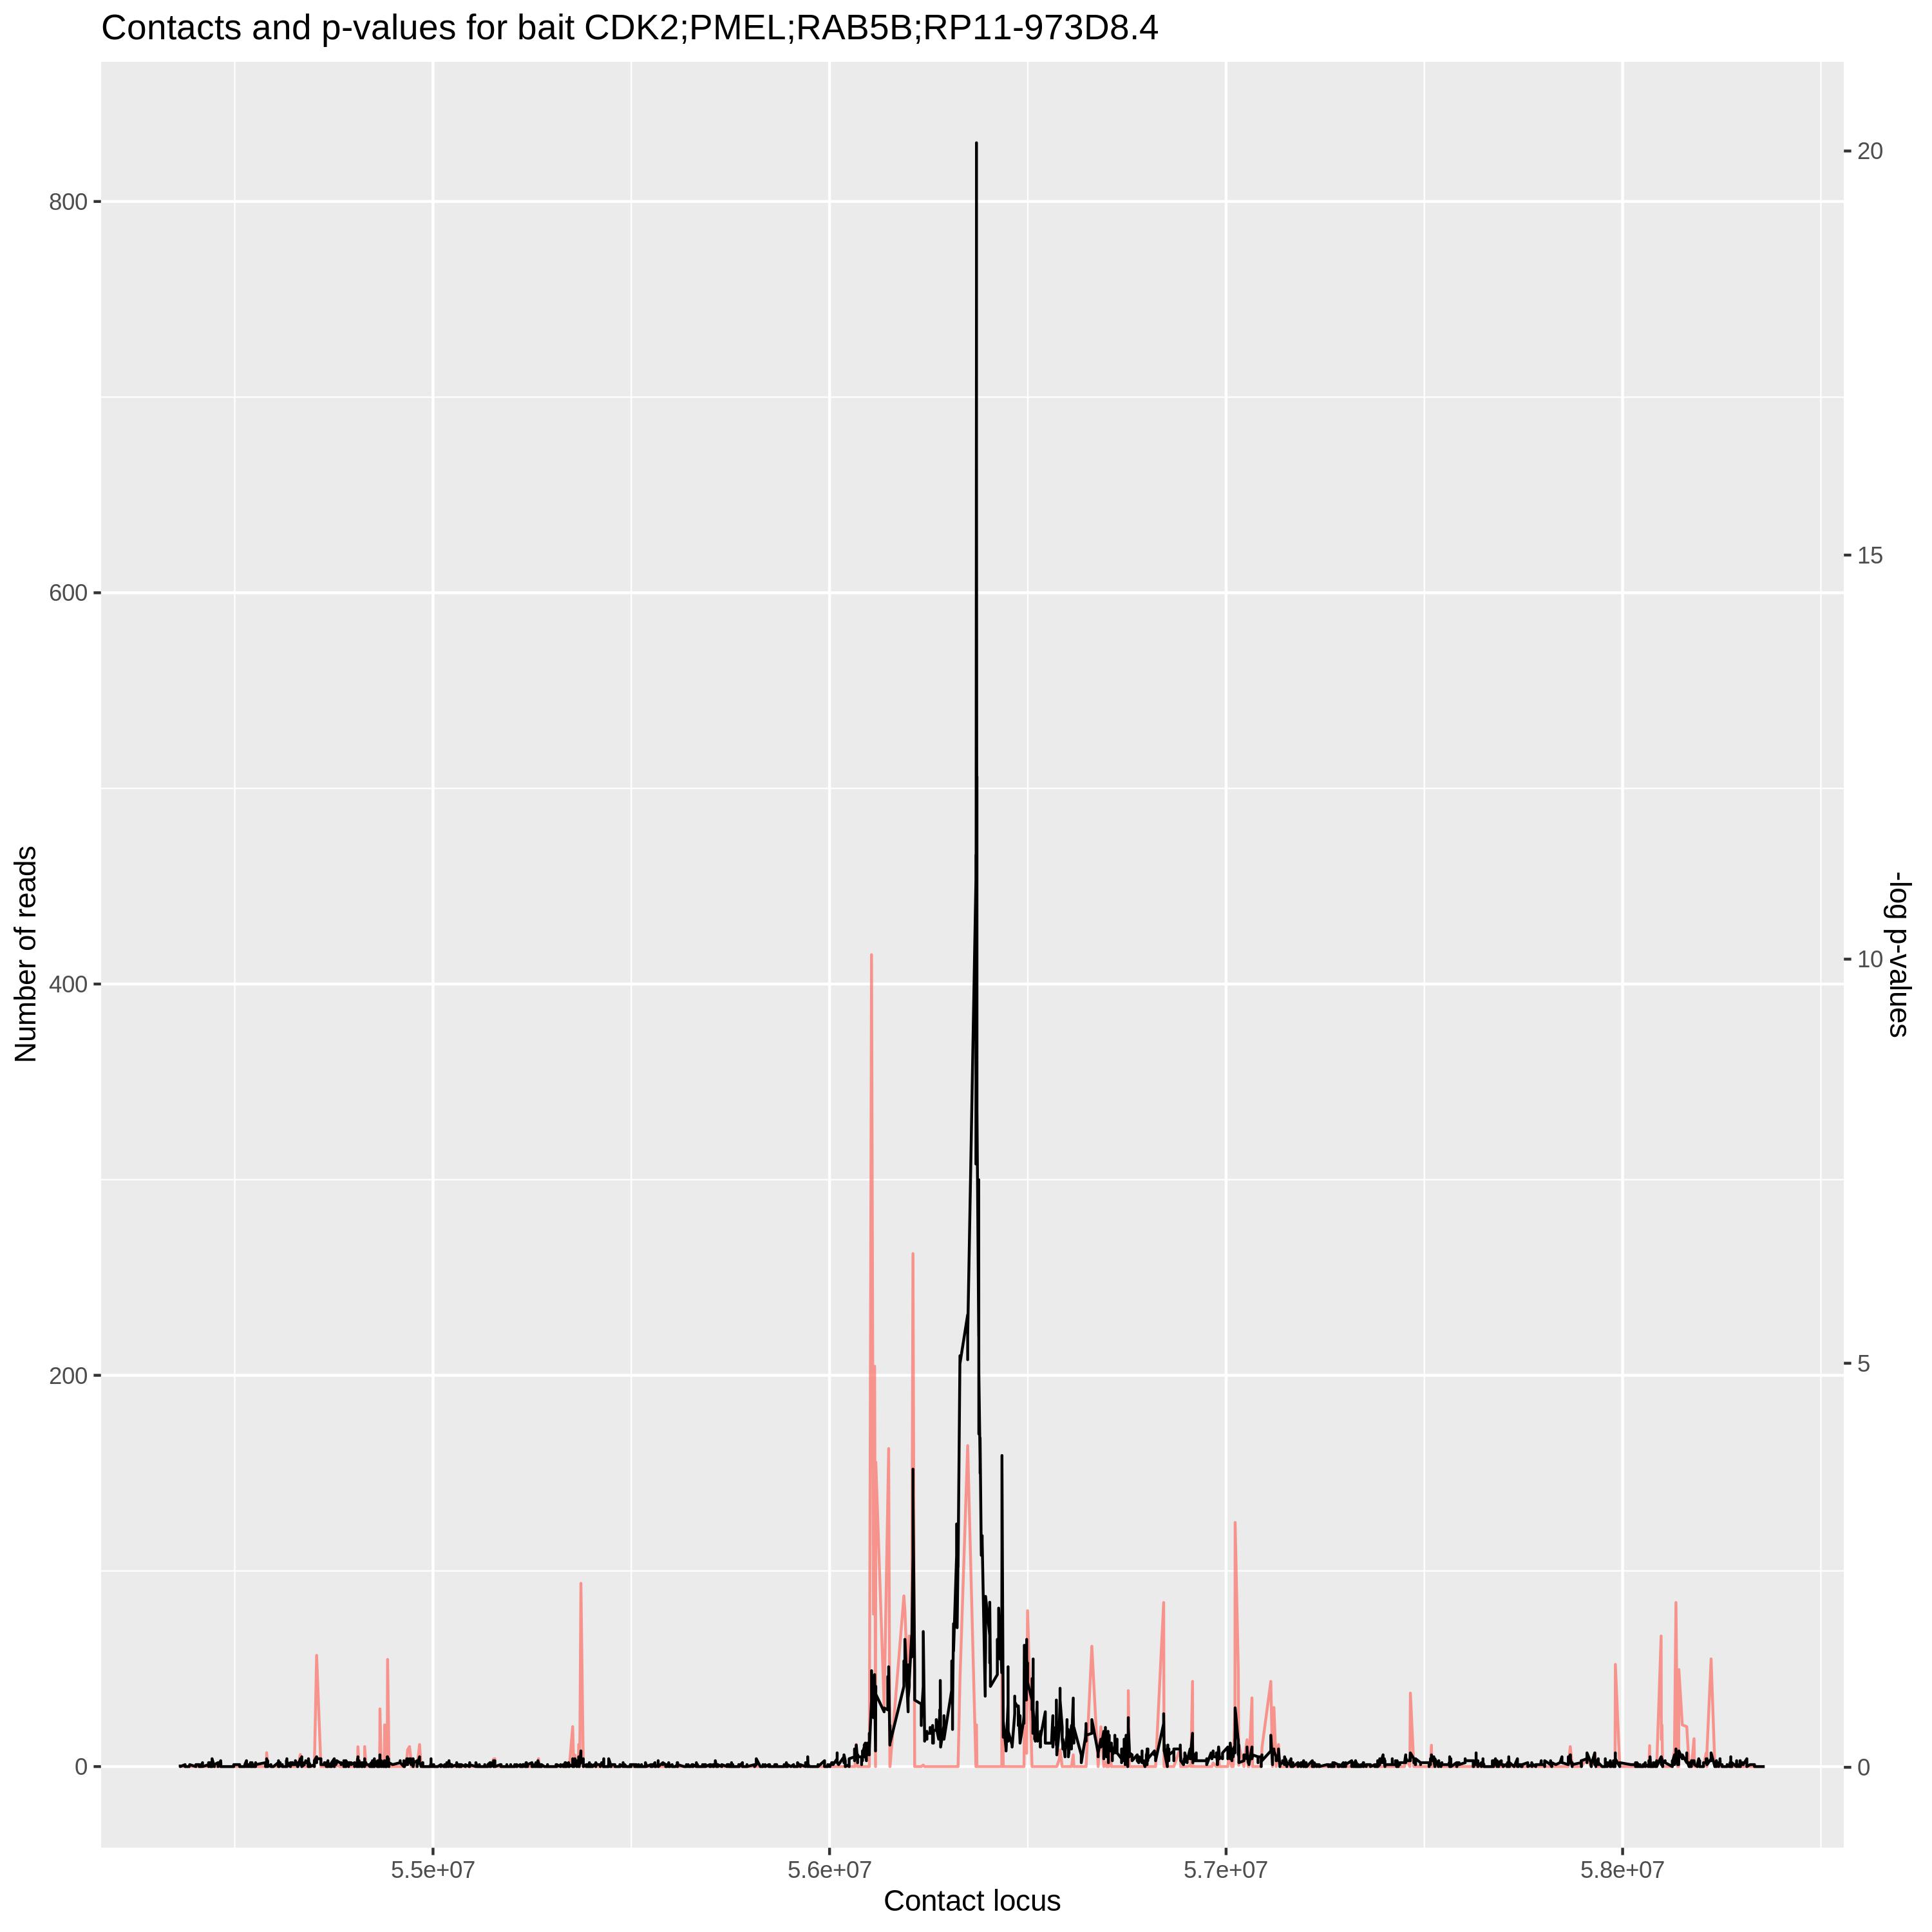 Contacts and p-values for bait CDK2;PMEL;RAB5B;RP11-973D8.4
800
600
400
200
0
20
15
10
5
0
Number of reads
-log p-values
5.5e+07
5.6e+07
5.7e+07
5.8e+07
Contact locus